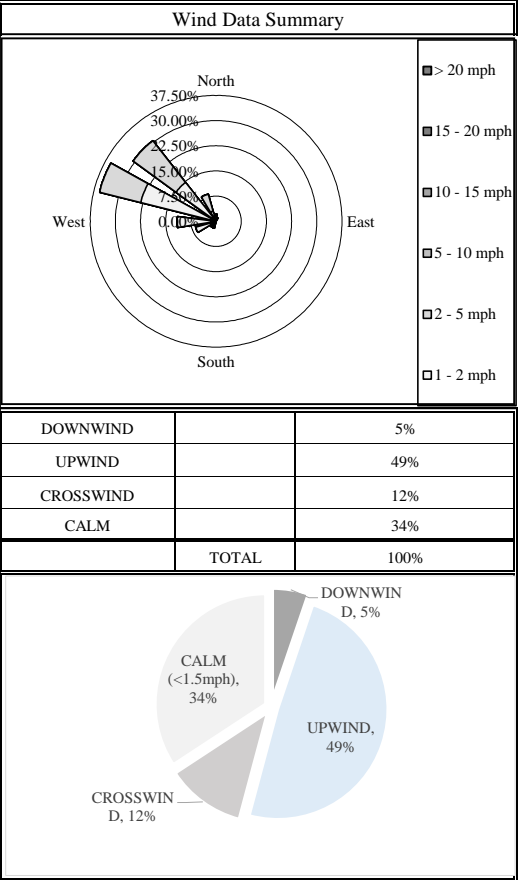 Wind Data Summary
North
37.50%
30.00%
22.50%
15.00%
7.50%
0.00%
West
East
South
> 20 mph
15 - 20 mph
10 - 15 mph
5 - 10 mph
2 - 5 mph
1 - 2 mph
DOWNWIND 5%
UPWIND 49%
CROSSWIND 12%
CALM 34%
TOTAL 100%
DOWNWIN
D, 5%
CALM
(<1.5mph),
34%
UPWIND,
49%
CROSSWIN
D, 12%